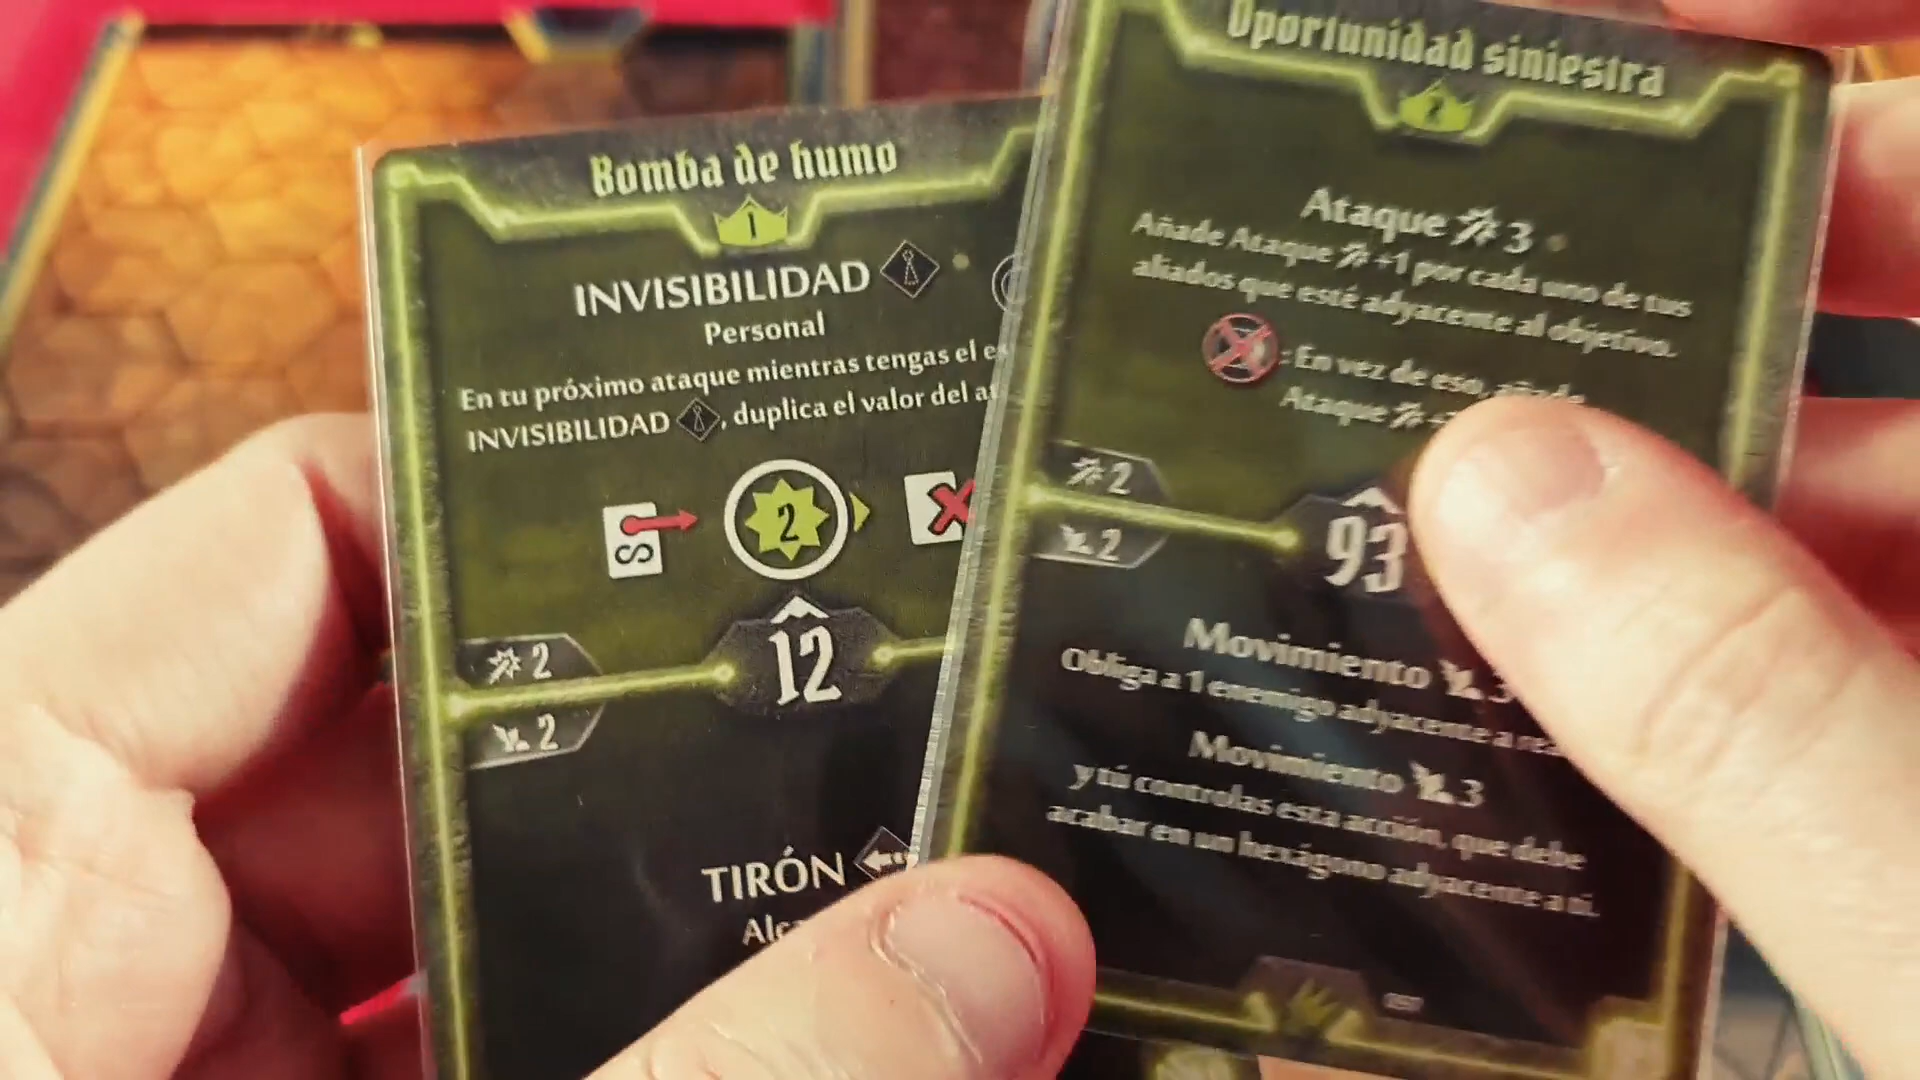 Bomba de humo
1
INVISIBILIDAD
Personal
En tu próximo ataque mientras tengas el
INVISIBILIDAD , duplica el valor del
2
2
12
2
TIRÓN
Oportunidad siniestra
2
Ataque 3
Añade Ataque +1 por cada uno de tus
aliados que esté adyacente al objetivo.
: En vez de eso, añade
Ataque
2
93
2
Movimiento 3
Obliga a 1 enemigo adyacente a
Movimiento 3
y tú controlas esta acción, que debe
acabar en un hexágono adyacente a ti.